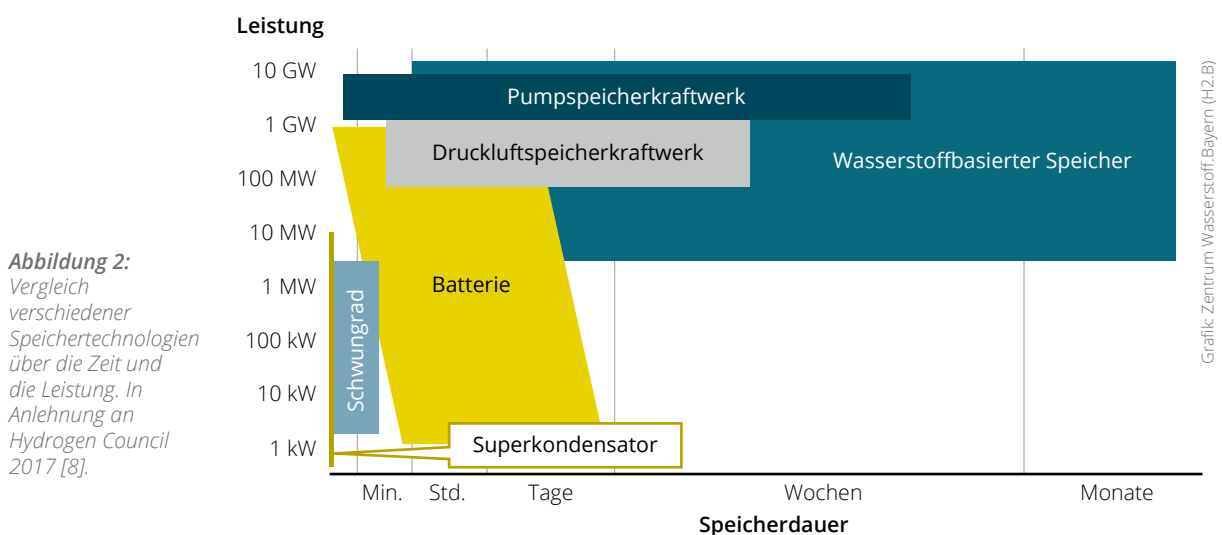 Leistung
10 GW
1 GW
100 MW
10 MW
1 MW
100 kW
10 kW
1 kW
Pumpspeicherkraftwerk
Druckluftspeicherkraftwerk
Wasserstoffbasierter Speicher
Batterie
Schwungrad
Superkondensator
Min.
Std.
Tage
Wochen
Monate
Speicherdauer
Abbildung 2:
Vergleich
verschiedener
Speichertechnologien
über die Zeit und
die Leistung. In
Anlehnung an
Hydrogen Council
2017 [8].
Grafik: Zentrum Wasserstoff.Bayern (H2.B)